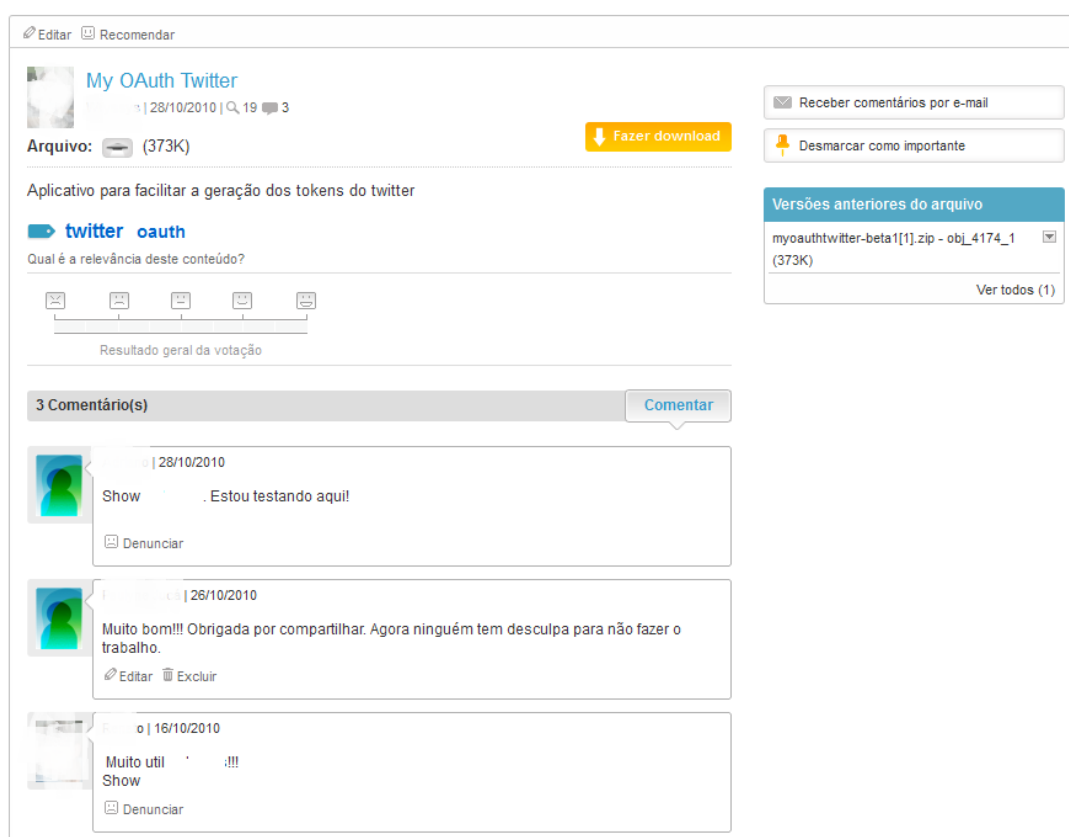 Editar Recomendar
My OAuth Twitter
| 28/10/2010 | 19 3
Arquivo: (373K)
Fazer download
Aplicativo para facilitar a geração dos tokens do twitter
twitter oauth
Qual é a relevância deste conteúdo?
Resultado geral da votação
3 Comentário(s)
Comentar
| 28/10/2010
Show . Estou testando aqui!
Denunciar
| 26/10/2010
Muito bom!!! Obrigada por compartilhar. Agora ninguém tem desculpa para não fazer o
trabalho.
Editar Excluir
| 16/10/2010
Muito util !!!
Show
Denunciar
Receber comentários por e-mail
Desmarcar como importante
Versões anteriores do arquivo
myoauthtwitter-beta1[1].zip - obj_4174_1
(373K)
Ver todos (1)